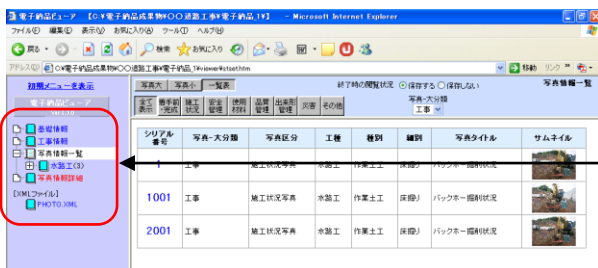 電子納品ビューア [O:¥電子納品成果物¥○○道路工事¥電子納品_1¥] - Microsoft Internet Explorer
ファイル(F) 編集(E) 表示(V) お気に入り(A) ツール(T) ヘルプ(H)
戻る 検索 お気に入り
アドレス(D) 移動 リンク »
初期メニューを表示
電子納品ビューア
写真大 写真小 一覧表 終了時の閲覧状況 保存する 保存しない 写真情報一覧
全て表示 着手前・完成 施工状況 安全管理 使用材料 品質管理 出来形管理 災害 その他 写真-大分類 工事
基礎情報
工事情報
写真情報一覧
水路工(3)
写真情報詳細
[XMLファイル]
PHOTO.XML
シリアル番号 写真-大分類 写真区分 工種 種別 細別 写真タイトル サムネイル
1 工事 施工状況写真 水路工 作業土工 床掘り バックホー掘削状況
1001 工事 施工状況写真 水路工 作業土工 床掘り バックホー掘削状況
2001 工事 施工状況写真 水路工 作業土工 床掘り バックホー掘削状況